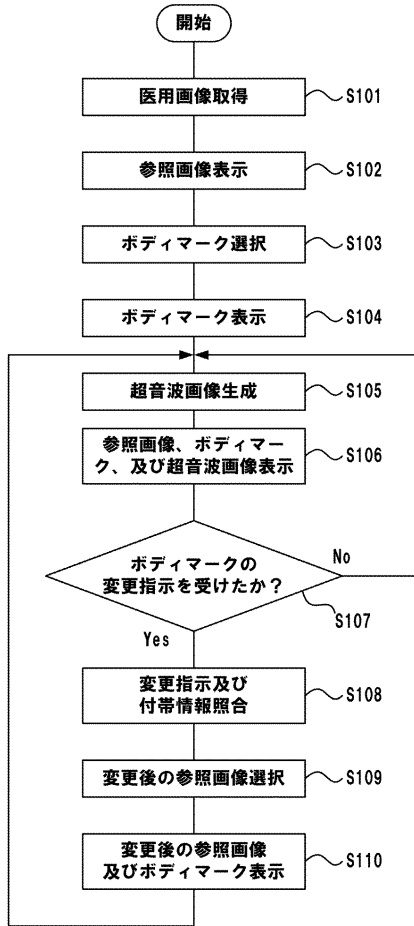 開始
医用画像取得
S101
参照画像表示
S102
ボディマーク選択
S103
ボディマーク表示
S104
超音波画像生成
S105
参照画像、ボディマー
ク、及び超音波画像表示
S106
ボディマークの
変更指示を受けたか？
No
S107
Yes
変更指示及び
付帯情報照合
S108
変更後の参照画像選択
S109
変更後の参照画像
及びボディマーク表示
S110